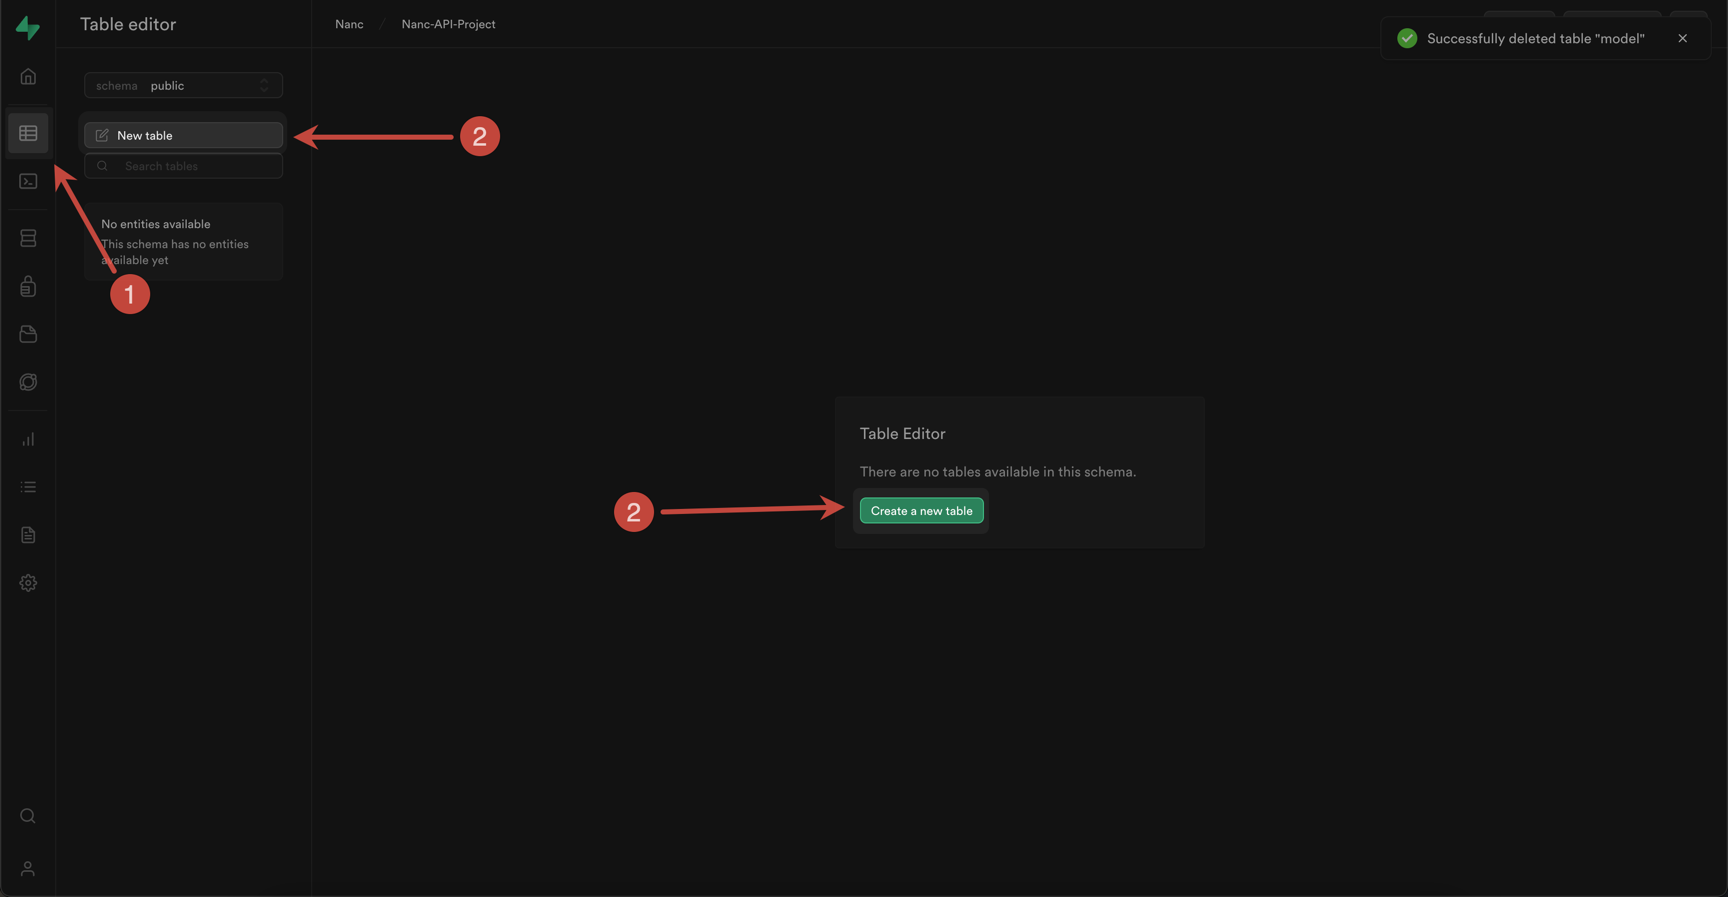 Table editor
Nanc / Nanc-API-Project
Successfully deleted table "model"
schema public
New table
2
Search tables
No entities available
This schema has no entities
available yet
1
Table Editor
There are no tables available in this schema.
2
Create a new table